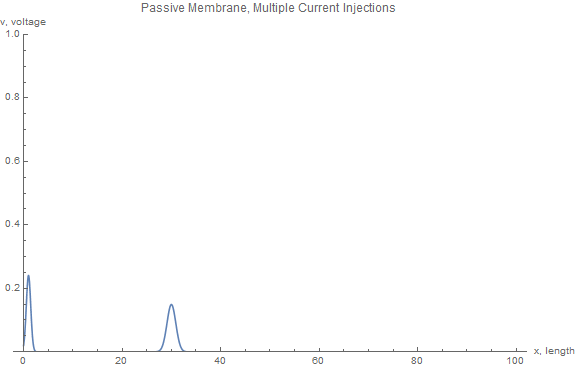 Passive Membrane, Multiple Current Injections
v, voltage
1.0
0.8
0.6
0.4
0.2
0 20 40 60 80 100 x, length